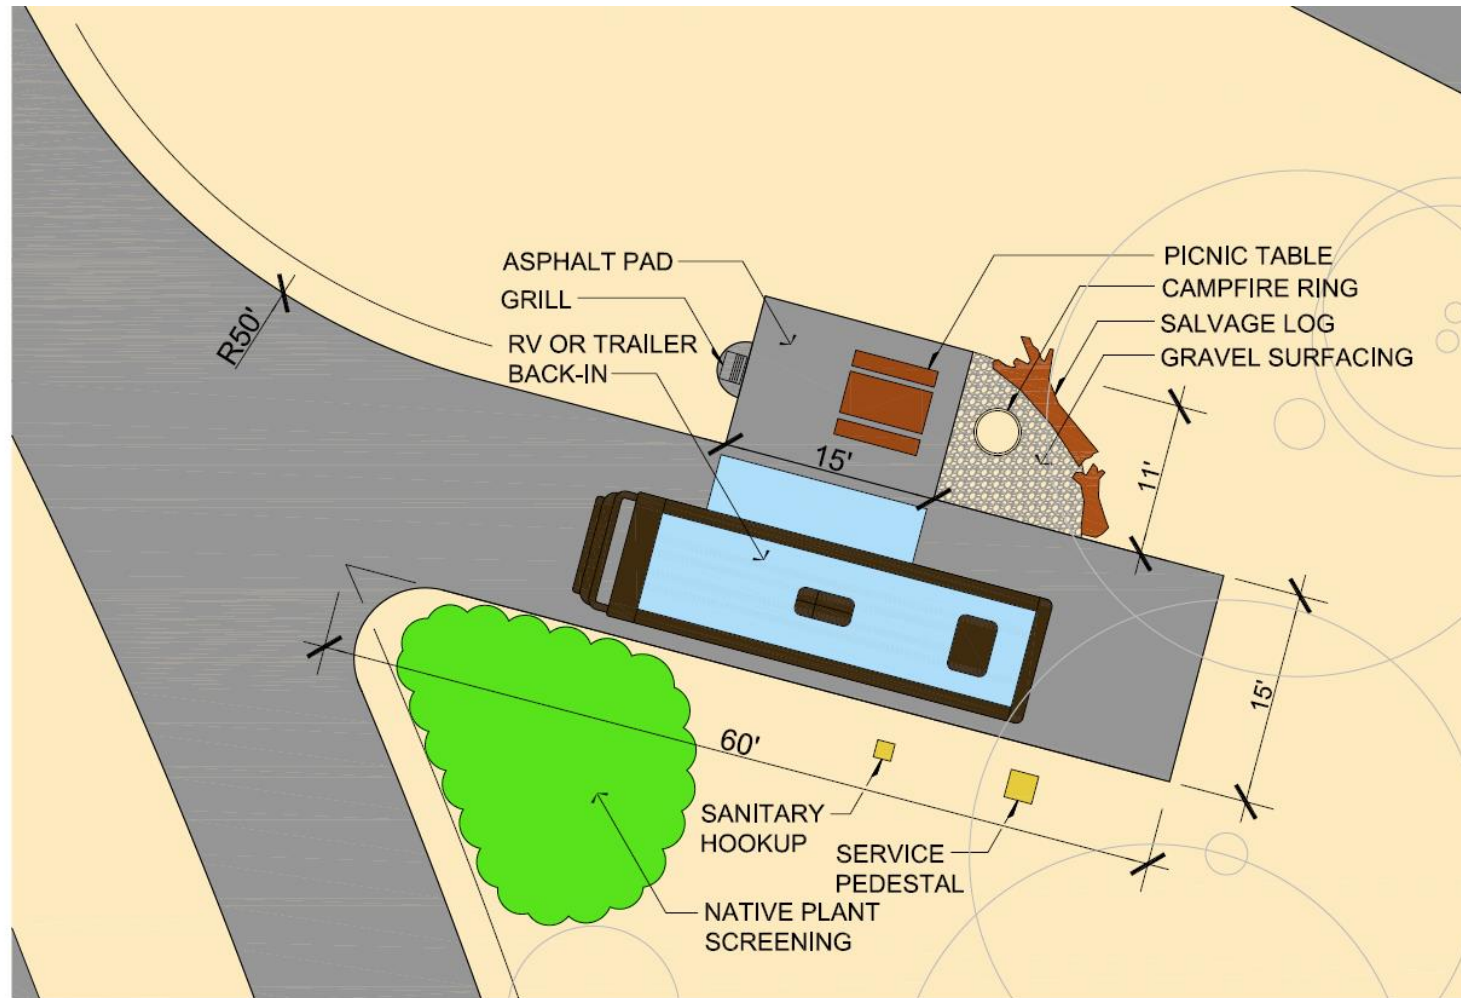 ASPHALT PAD
GRILL
RV OR TRAILER
BACK-IN
PICNIC TABLE
CAMPFIRE RING
SALVAGE LOG
GRAVEL SURFACING
R50'
15'
11'
15'
60'
SANITARY
HOOKUP
SERVICE
PEDESTAL
NATIVE PLANT
SCREENING